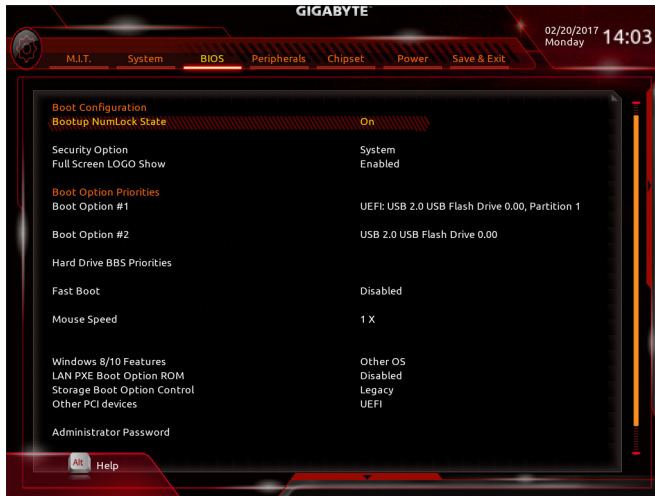 GIGABYTE
02/20/2017 14:03
Monday
M.I.T. System BIOS Peripherals Chipset Power Save & Exit
Boot Configuration
Bootup NumLock State On
Security Option System
Full Screen LOGO Show Enabled
Boot Option Priorities
Boot Option #1 UEFI: USB 2.0 USB Flash Drive 0.00, Partition 1
Boot Option #2 USB 2.0 USB Flash Drive 0.00
Hard Drive BBS Priorities
Fast Boot Disabled
Mouse Speed 1 X
Windows 8/10 Features Other OS
LAN PXE Boot Option ROM Disabled
Storage Boot Option Control Legacy
Other PCI devices UEFI
Administrator Password
Alt Help